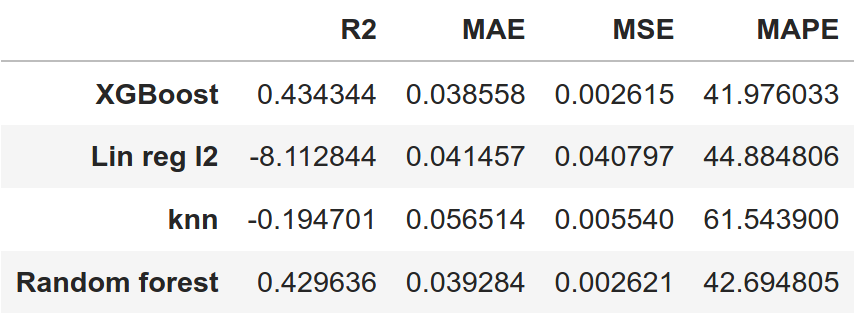 R2 MAE MSE MAPE
XGBoost 0.434344 0.038558 0.002615 41.976033
Lin reg l2 -8.112844 0.041457 0.040797 44.884806
knn -0.194701 0.056514 0.005540 61.543900
Random forest 0.429636 0.039284 0.002621 42.694805